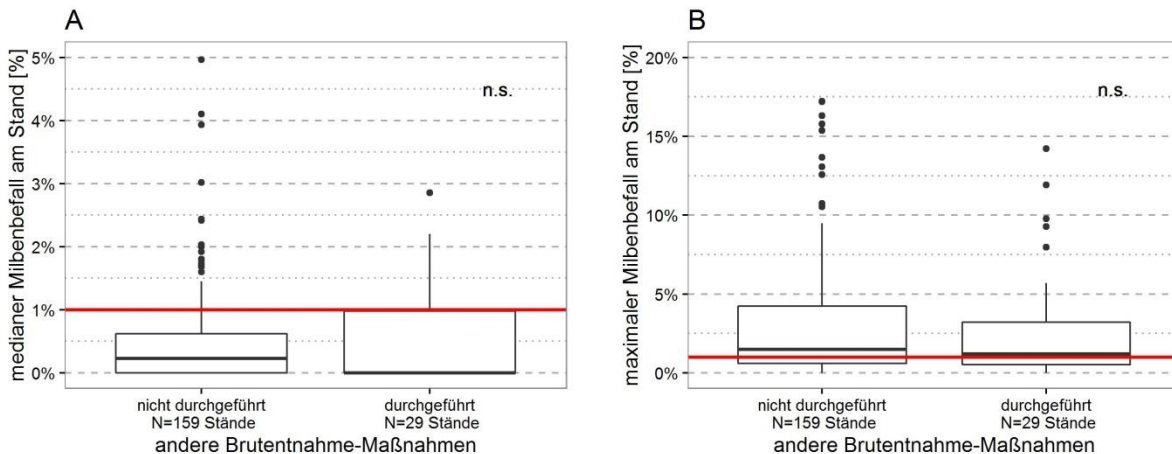 A
medianer Milbenbefall am Stand [%]
5%
4%
3%
2%
1%
0%
n.s.
nicht durchgeführt
N=159 Stände
durchgeführt
N=29 Stände
andere Brutentnahme-Maßnahmen
B
maximaler Milbenbefall am Stand [%]
20%
15%
10%
5%
0%
n.s.
nicht durchgeführt
N=159 Stände
durchgeführt
N=29 Stände
andere Brutentnahme-Maßnahmen